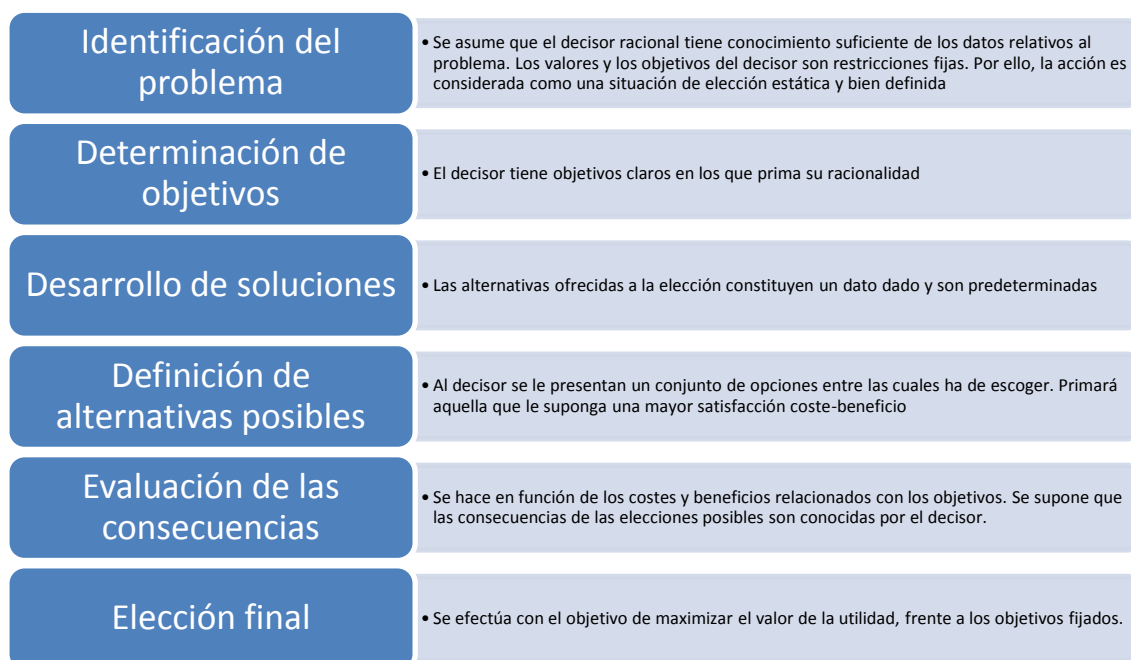 Identificación del
problema
• Se asume que el decisor racional tiene conocimiento suficiente de los datos relativos al
problema. Los valores y los objetivos del decisor son restricciones fijas. Por ello, la acción es
considerada como una situación de elección estática y bien definida
Determinación de
objetivos
• El decisor tiene objetivos claros en los que prima su racionalidad
Desarrollo de soluciones
• Las alternativas ofrecidas a la elección constituyen un dato dado y son predeterminadas
Definición de
alternativas posibles
• Al decisor se le presentan un conjunto de opciones entre las cuales ha de escoger. Primará
aquella que le suponga una mayor satisfacción coste-beneficio
Evaluación de las
consecuencias
• Se hace en función de los costes y beneficios relacionados con los objetivos. Se supone que
las consecuencias de las elecciones posibles son conocidas por el decisor.
Elección final
• Se efectúa con el objetivo de maximizar el valor de la utilidad, frente a los objetivos fijados.